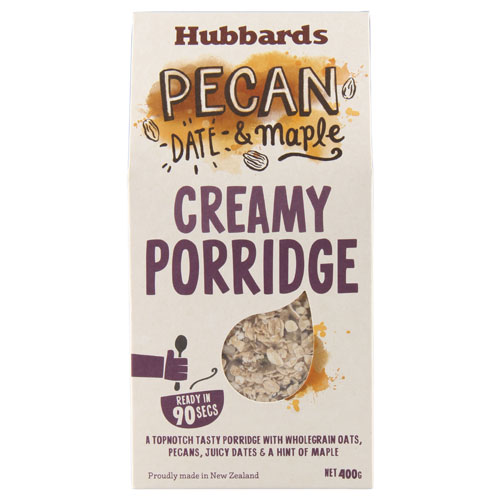 Hubbards
PECAN
DATE & maple
CREAMY
PORRIDGE
READY IN
90 SECS
A TOPNOTCH TASTY PORRIDGE WITH WHOLEGRAIN OATS,
PECANS, JUICY DATES & A HINT OF MAPLE
Proudly made in New Zealand
NET 400G